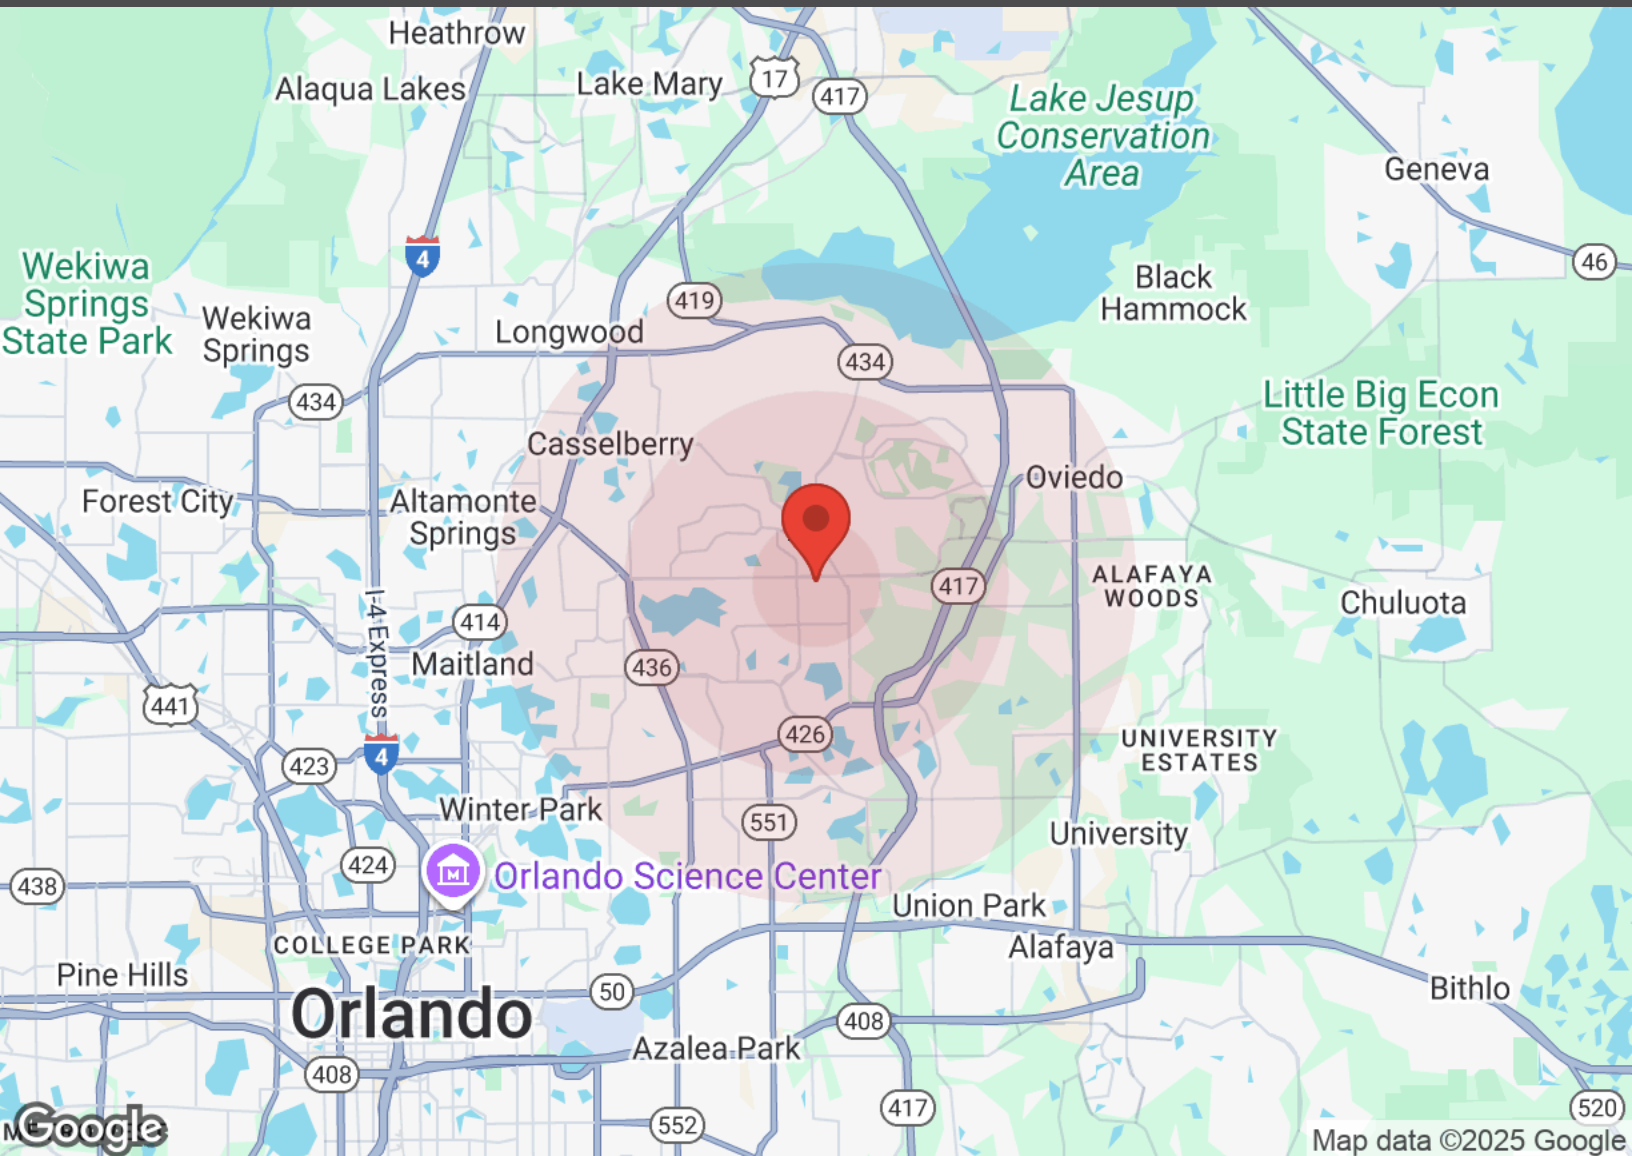 Heathrow
Alaqua Lakes
Lake Mary
17
417
Lake Jesup
Conservation
Area
Geneva
46
4
Wekiwa
Springs
State Park
Wekiwa
Springs
419
Longwood
434
Black
Hammock
434
Little Big Econ
State Forest
Casselberry
Oviedo
Forest City
Altamonte
Springs
417
ALAFAYA
WOODS
Chuluota
I-4 Express
414
Maitland
436
441
426
UNIVERSITY
ESTATES
423
4
Winter Park
551
University
424
Orlando Science Center
438
Union Park
COLLEGE PARK
Alafaya
Pine Hills
50
Bithlo
Orlando
408
Azalea Park
408
417
520
552
Google
Map data ©2025 Google